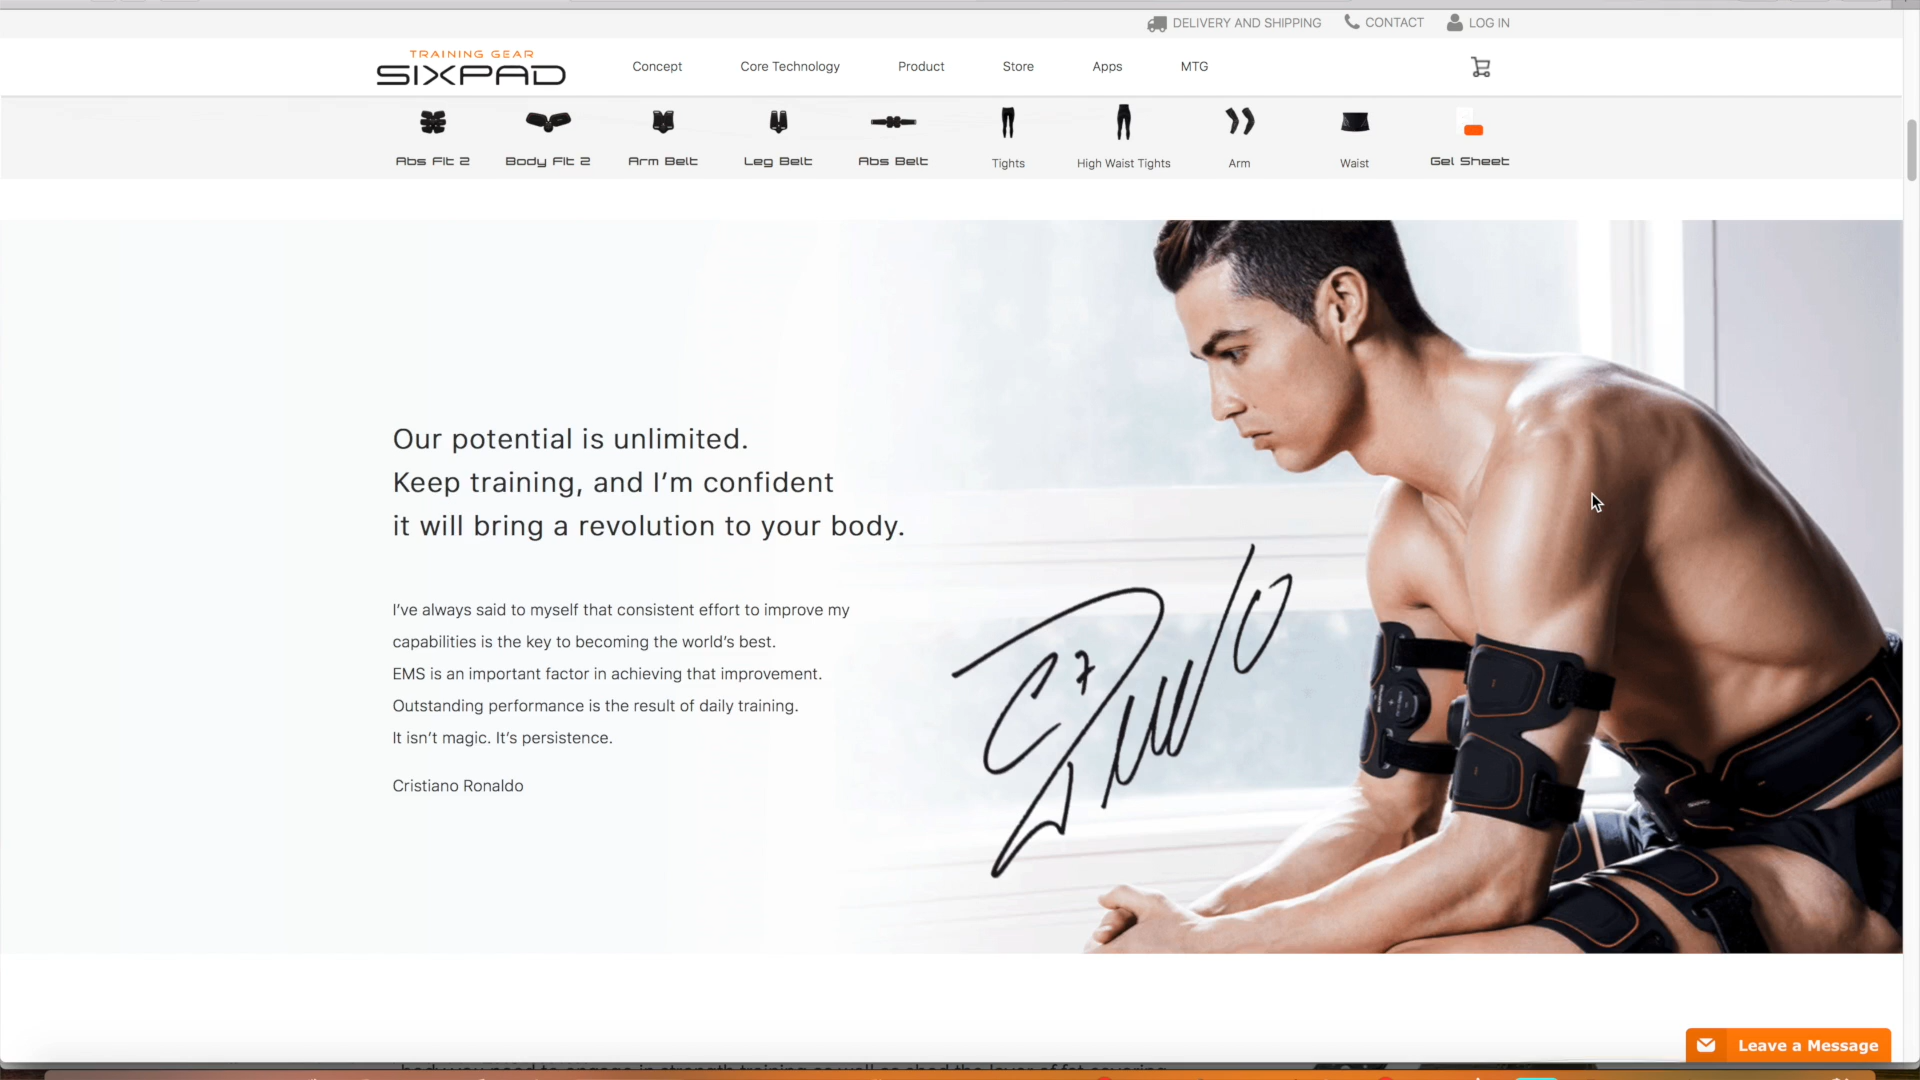 DELIVERY AND SHIPPING CONTACT LOG IN
TRAINING GEAR
SIXPAD
Concept Core Technology Product Store Apps MTG
Abs Fit 2 Body Fit 2 Arm Belt Leg Belt Abs Belt Tights High Waist Tights Arm Waist Gel Sheet
Our potential is unlimited.
Keep training, and I’m confident
it will bring a revolution to your body.
I’ve always said to myself that consistent effort to improve my
capabilities is the key to becoming the world’s best.
EMS is an important factor in achieving that improvement.
Outstanding performance is the result of daily training.
It isn’t magic. It’s persistence.
Cristiano Ronaldo
Leave a Message